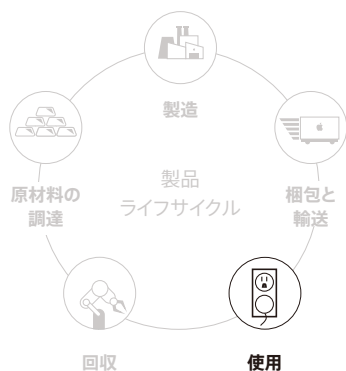 製造
原材料の
調達
製品
ライフサイクル
梱包と
輸送
回収
使用